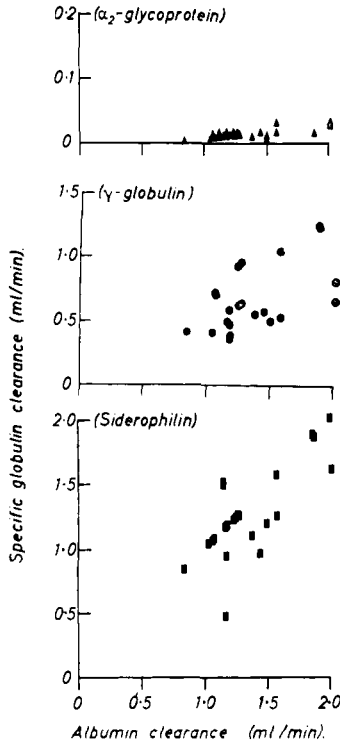 0·2
(α₂-glycoprotein)
0·1
0
1·5
(γ-globulin)
1·0
0·5
0
2·0
(Siderophilin)
1·5
1·0
0·5
0
0 0·5 1·0 1·5 2·0
Albumin clearance (ml/min).
Specific globulin clearance (ml/min).